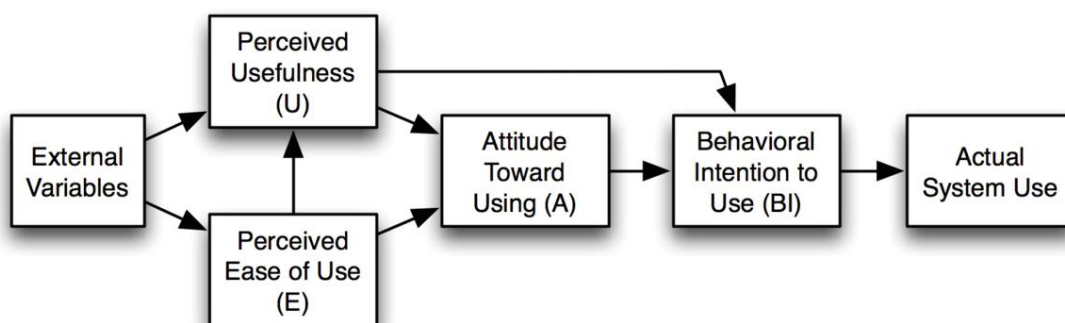 Perceived
Usefulness
(U)
External
Variables
Perceived
Ease of Use
(E)
Attitude
Toward
Using (A)
Behavioral
Intention to
Use (BI)
Actual
System Use